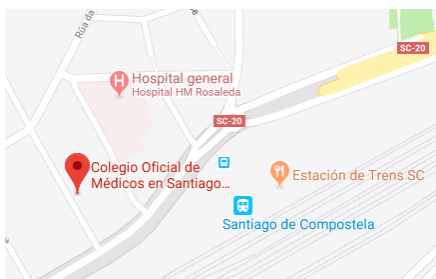 Rúa da
SC-20
Hospital general
Hospital HM Rosaleda
SC-20
Colegio Oficial de
Médicos en Santiago...
Estación de Trens SC
Santiago de Compostela